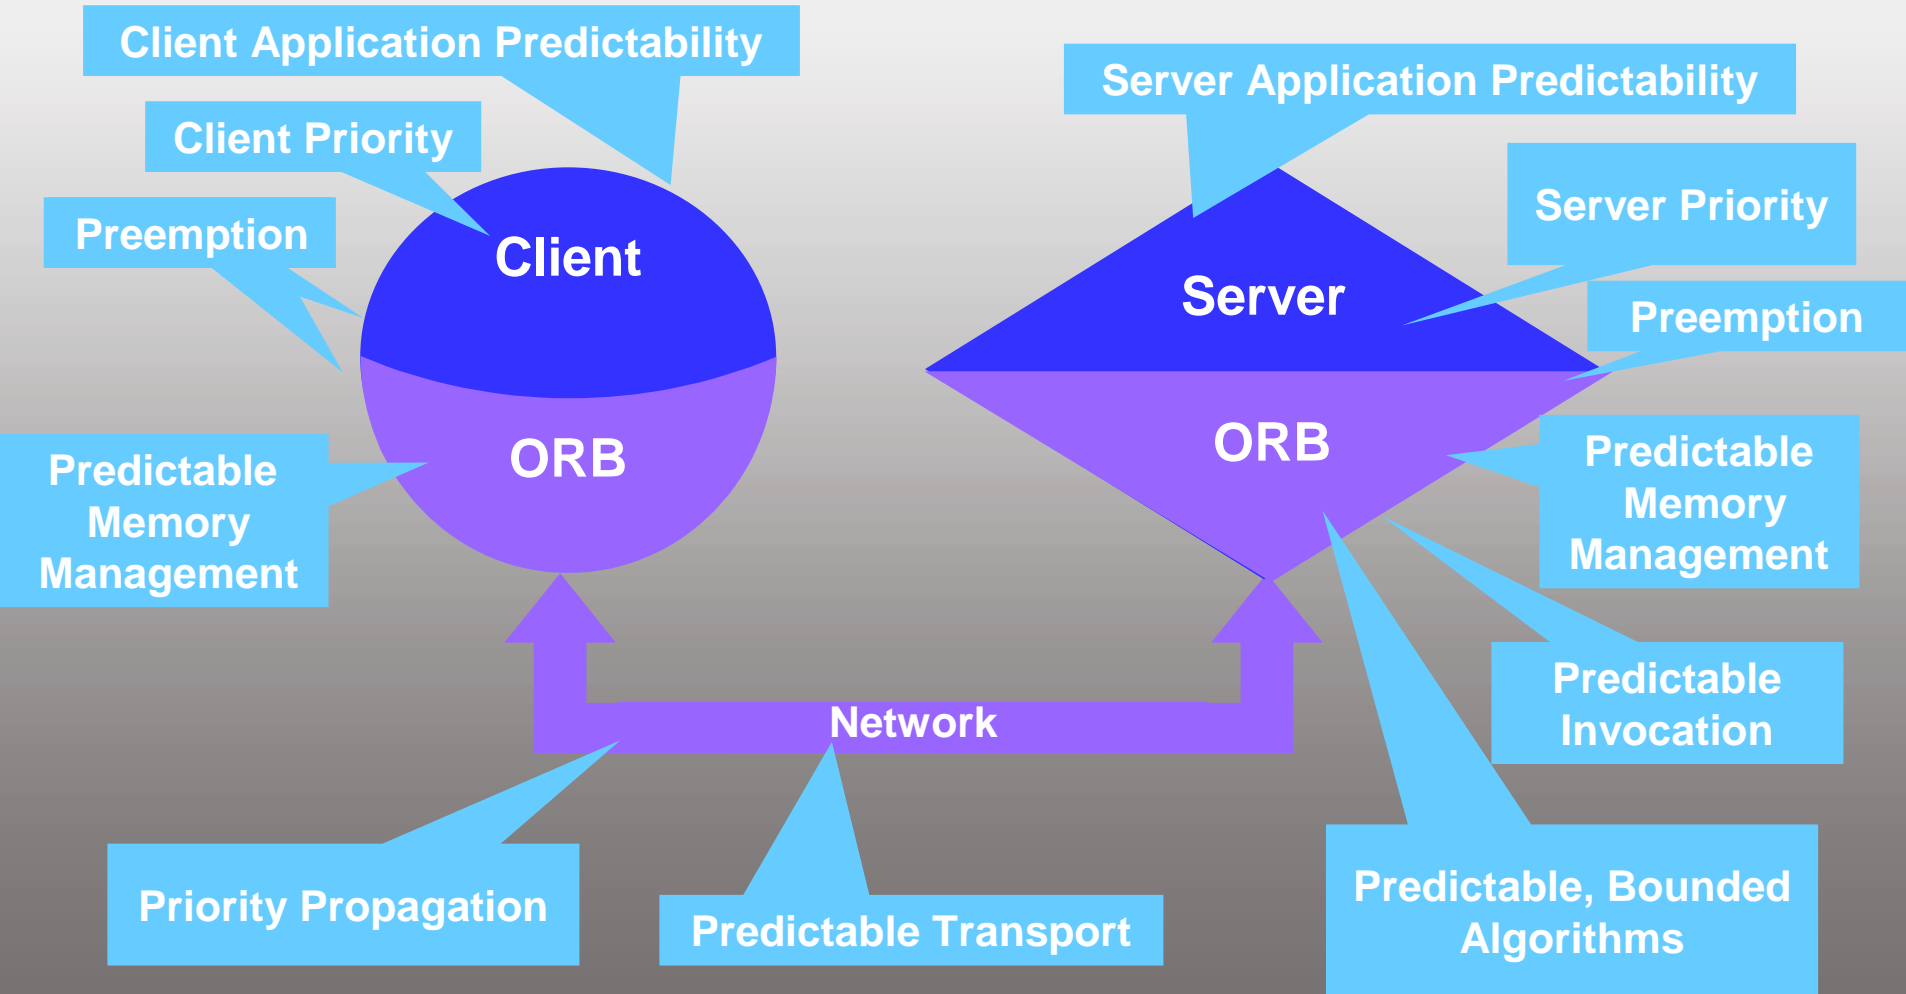 Client Application Predictability
Server Application Predictability
Client Priority
Server Priority
Preemption
Client
Server
Preemption
ORB
ORB
Predictable
Memory
Management
Predictable
Memory
Management
Predictable
Invocation
Network
Priority Propagation
Predictable Transport
Predictable, Bounded
Algorithms